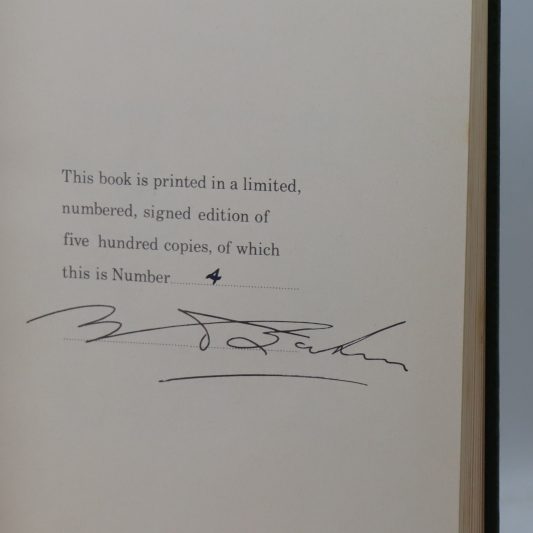 This book is printed in a limited,
numbered, signed edition of
five hundred copies, of which
this is Number 4